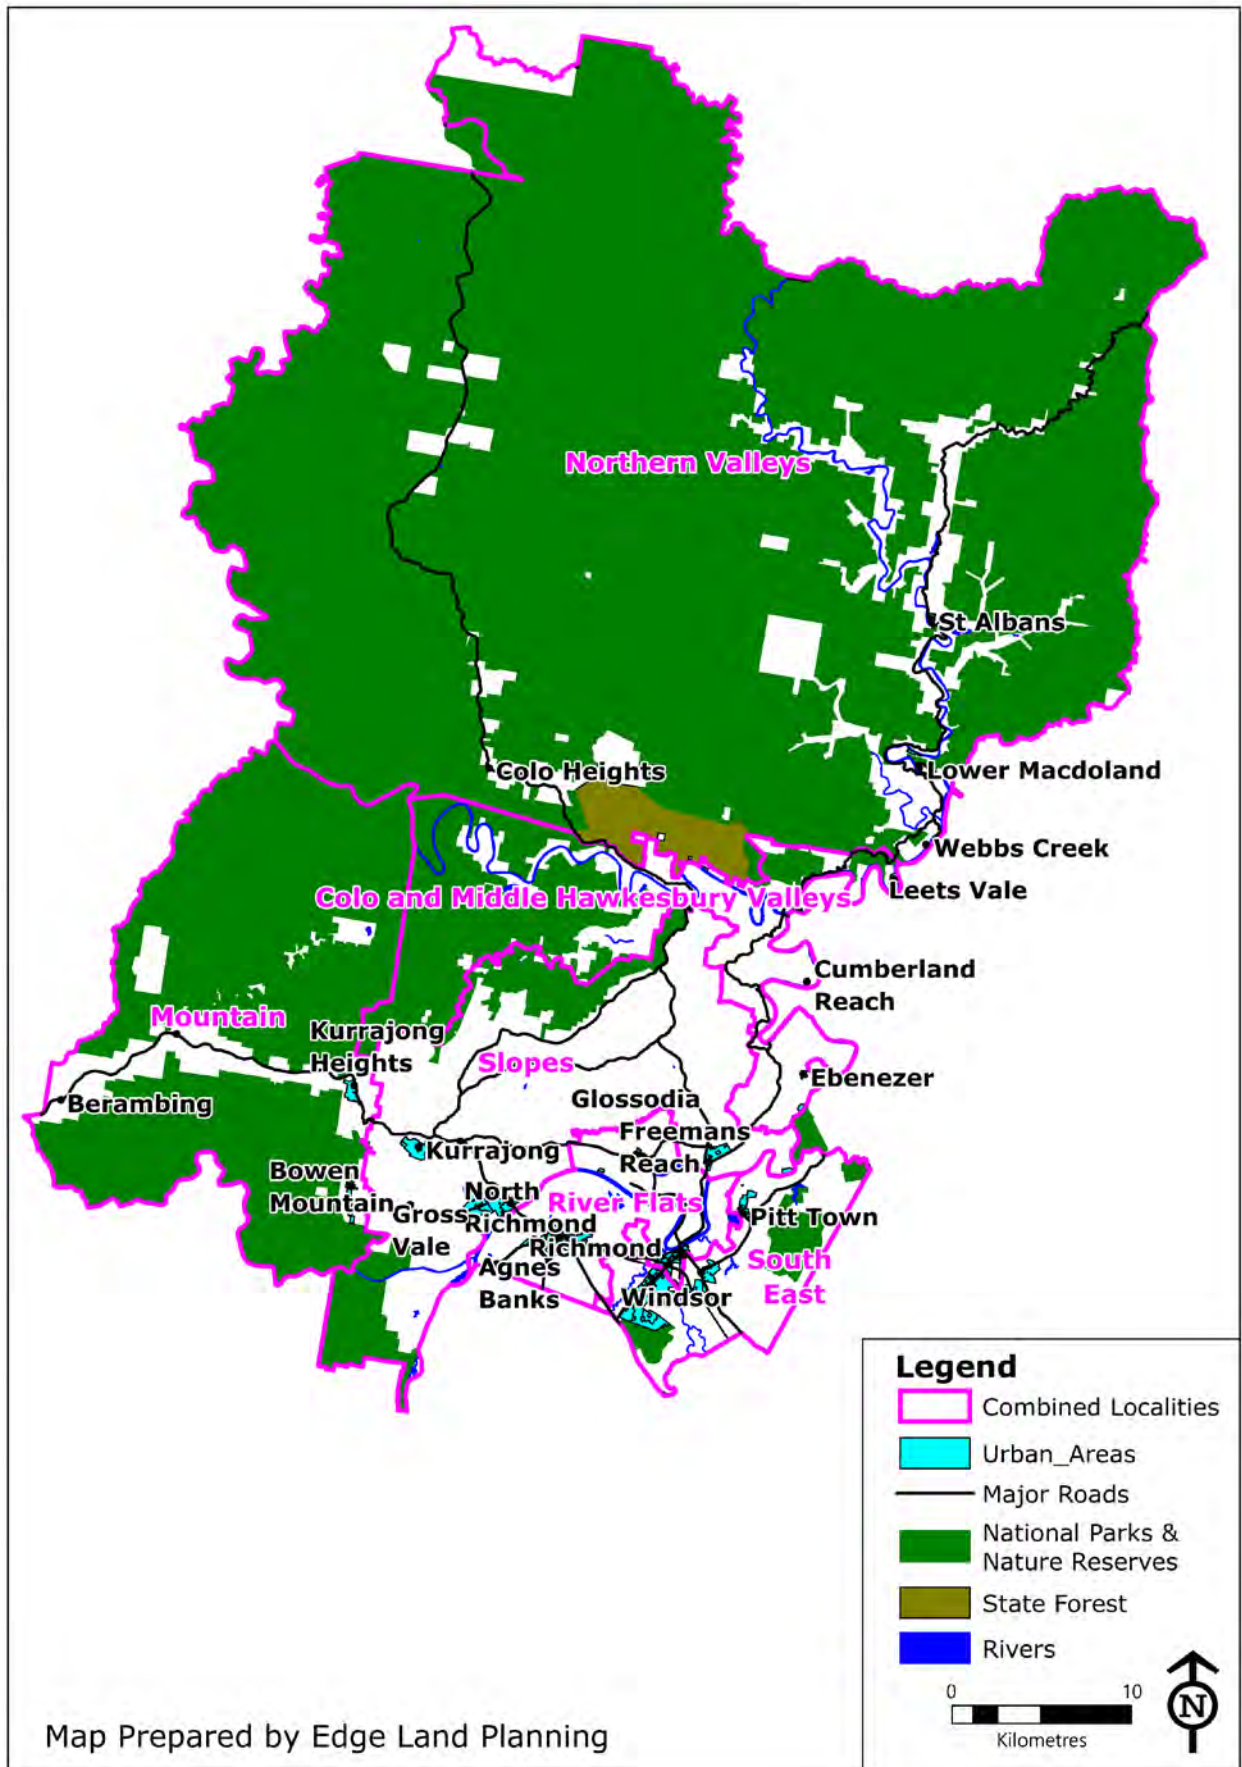 Northern Valleys
St Albans
Colo Heights
Lower Macdoland
Webbs Creek
Colo and Middle Hawkesbury Valleys
Leets Vale
Cumberland
Reach
Mountain
Kurrajong
Heights
Slopes
Ebenezer
Berambing
Glossodia
Freemans
Reach
Kurrajong
Bowen
Mountain
North
Richmond
River Flats
Gross
Vale
Pitt Town
Richmond
South
East
Agnes
Banks
Windsor
Legend
Combined Localities
Urban_Areas
Major Roads
National Parks &
Nature Reserves
State Forest
Rivers
0 10
Kilometres
N
Map Prepared by Edge Land Planning